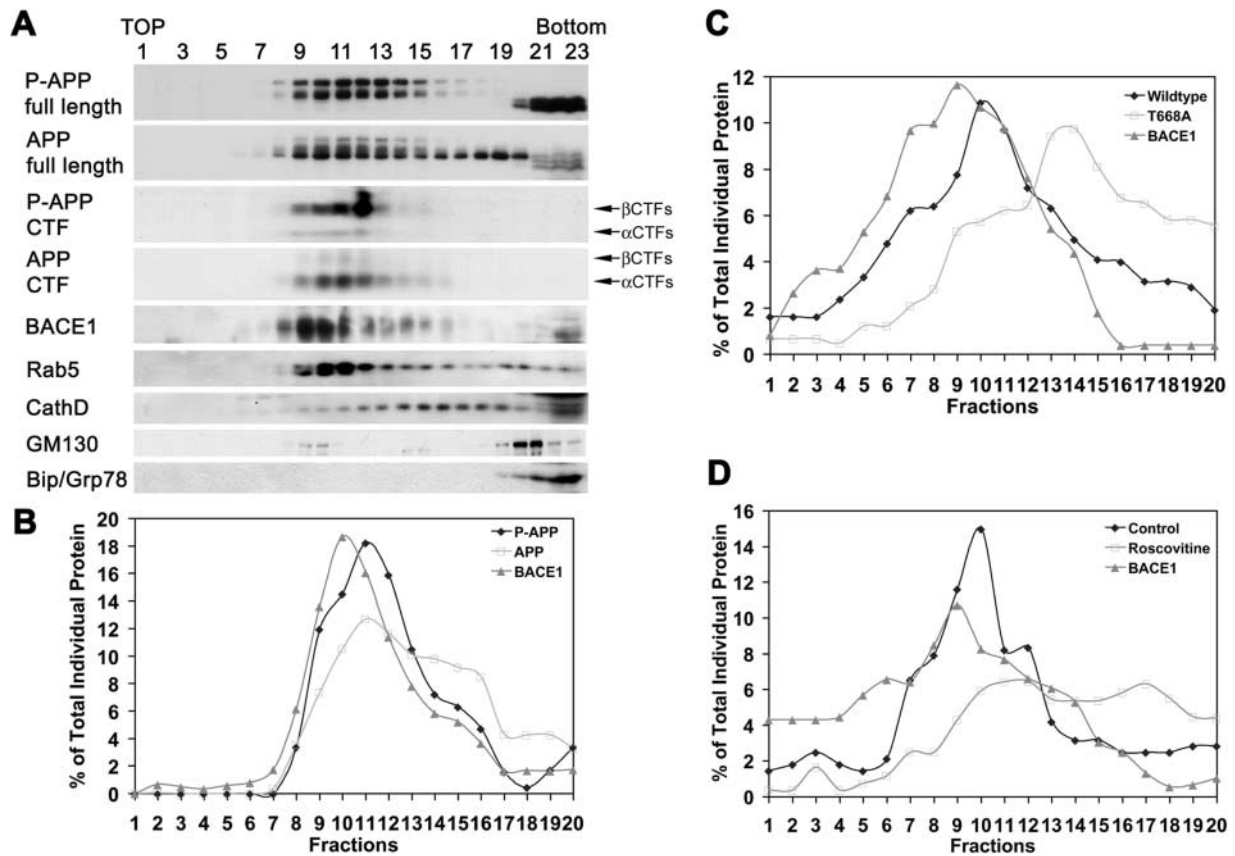 A
TOP
Bottom
1 3 5 7 9 11 13 15 17 19 21 23
P-APP
full length
APP
full length
P-APP
CTF
βCTFs
αCTFs
APP
CTF
βCTFs
αCTFs
BACE1
Rab5
CathD
GM130
Bip/Grp78
B
% of Total Individual Protein
20
18
16
14
12
10
8
6
4
2
0
P-APP
APP
BACE1
1 2 3 4 5 6 7 8 9 10 11 12 13 14 15 16 17 18 19 20
Fractions
C
% of Total Individual Protein
12
10
8
6
4
2
0
Wildtype
T668A
BACE1
1 2 3 4 5 6 7 8 9 10 11 12 13 14 15 16 17 18 19 20
Fractions
D
% of Total Individual Protein
16
14
12
10
8
6
4
2
0
Control
Roscovitine
BACE1
1 2 3 4 5 6 7 8 9 10 11 12 13 14 15 16 17 18 19 20
Fractions